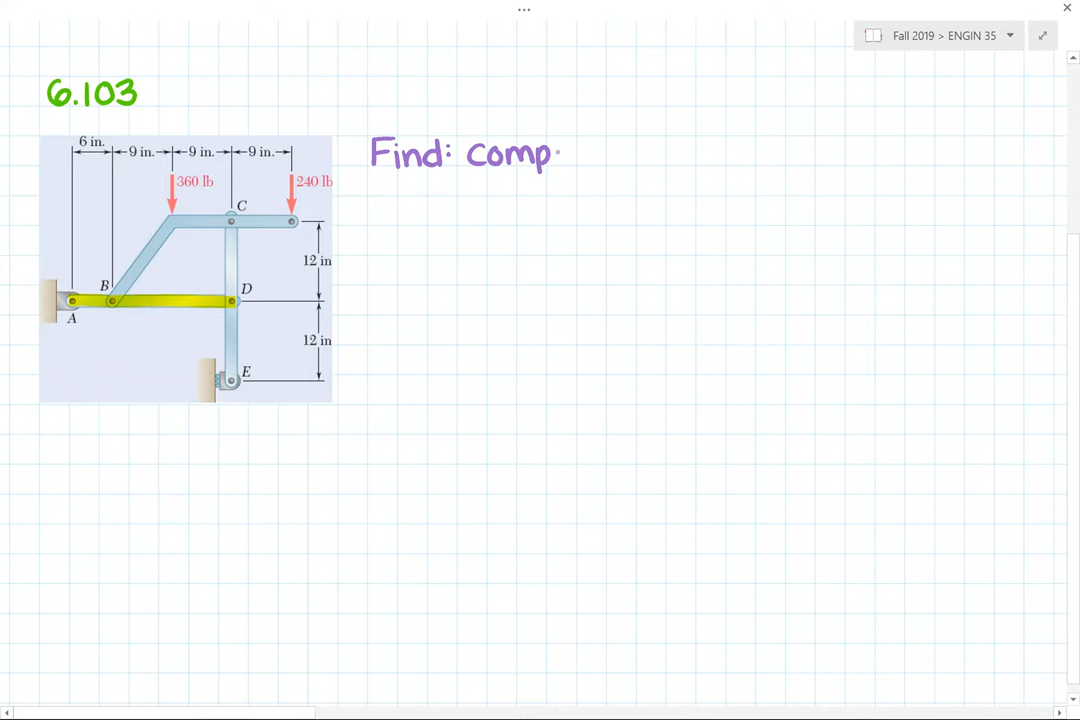 Fall 2019 > ENGIN 35
6.103
Find: comp
6 in.
9 in. 9 in. 9 in.
360 lb 240 lb
C
12 in
B D
A
12 in
E